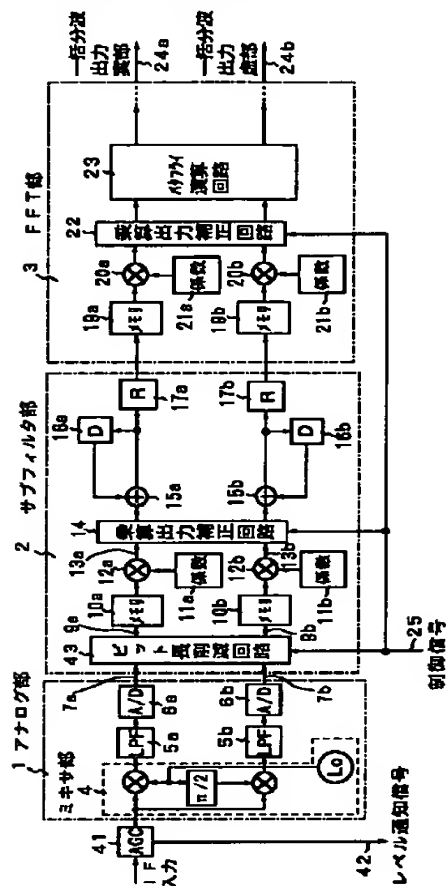 1 アナログ部
ミキサ部
4
IF
入力
41
AGC
42
レベル通知信号
π/2
Lo
5a
LPF
5b
LPF
6a
A/D
6b
A/D
7a
7b
2 サブフィルタ部
43
ビット長削減回路
9a
9b
10a
メモリ
10b
メモリ
11a
係数
11b
係数
12a
12b
13a
13b
14
乗算出力補正回路
15a
15b
16a
D
16b
D
17a
R
17b
R
25
制御信号
3 FFT部
19a
メモリ
19b
メモリ
20a
20b
21a
係数
21b
係数
22
乗算出力補正回路
23
バタフライ
演算
回路
一括分波
出力
実部
24a
一括分波
出力
虚部
24b